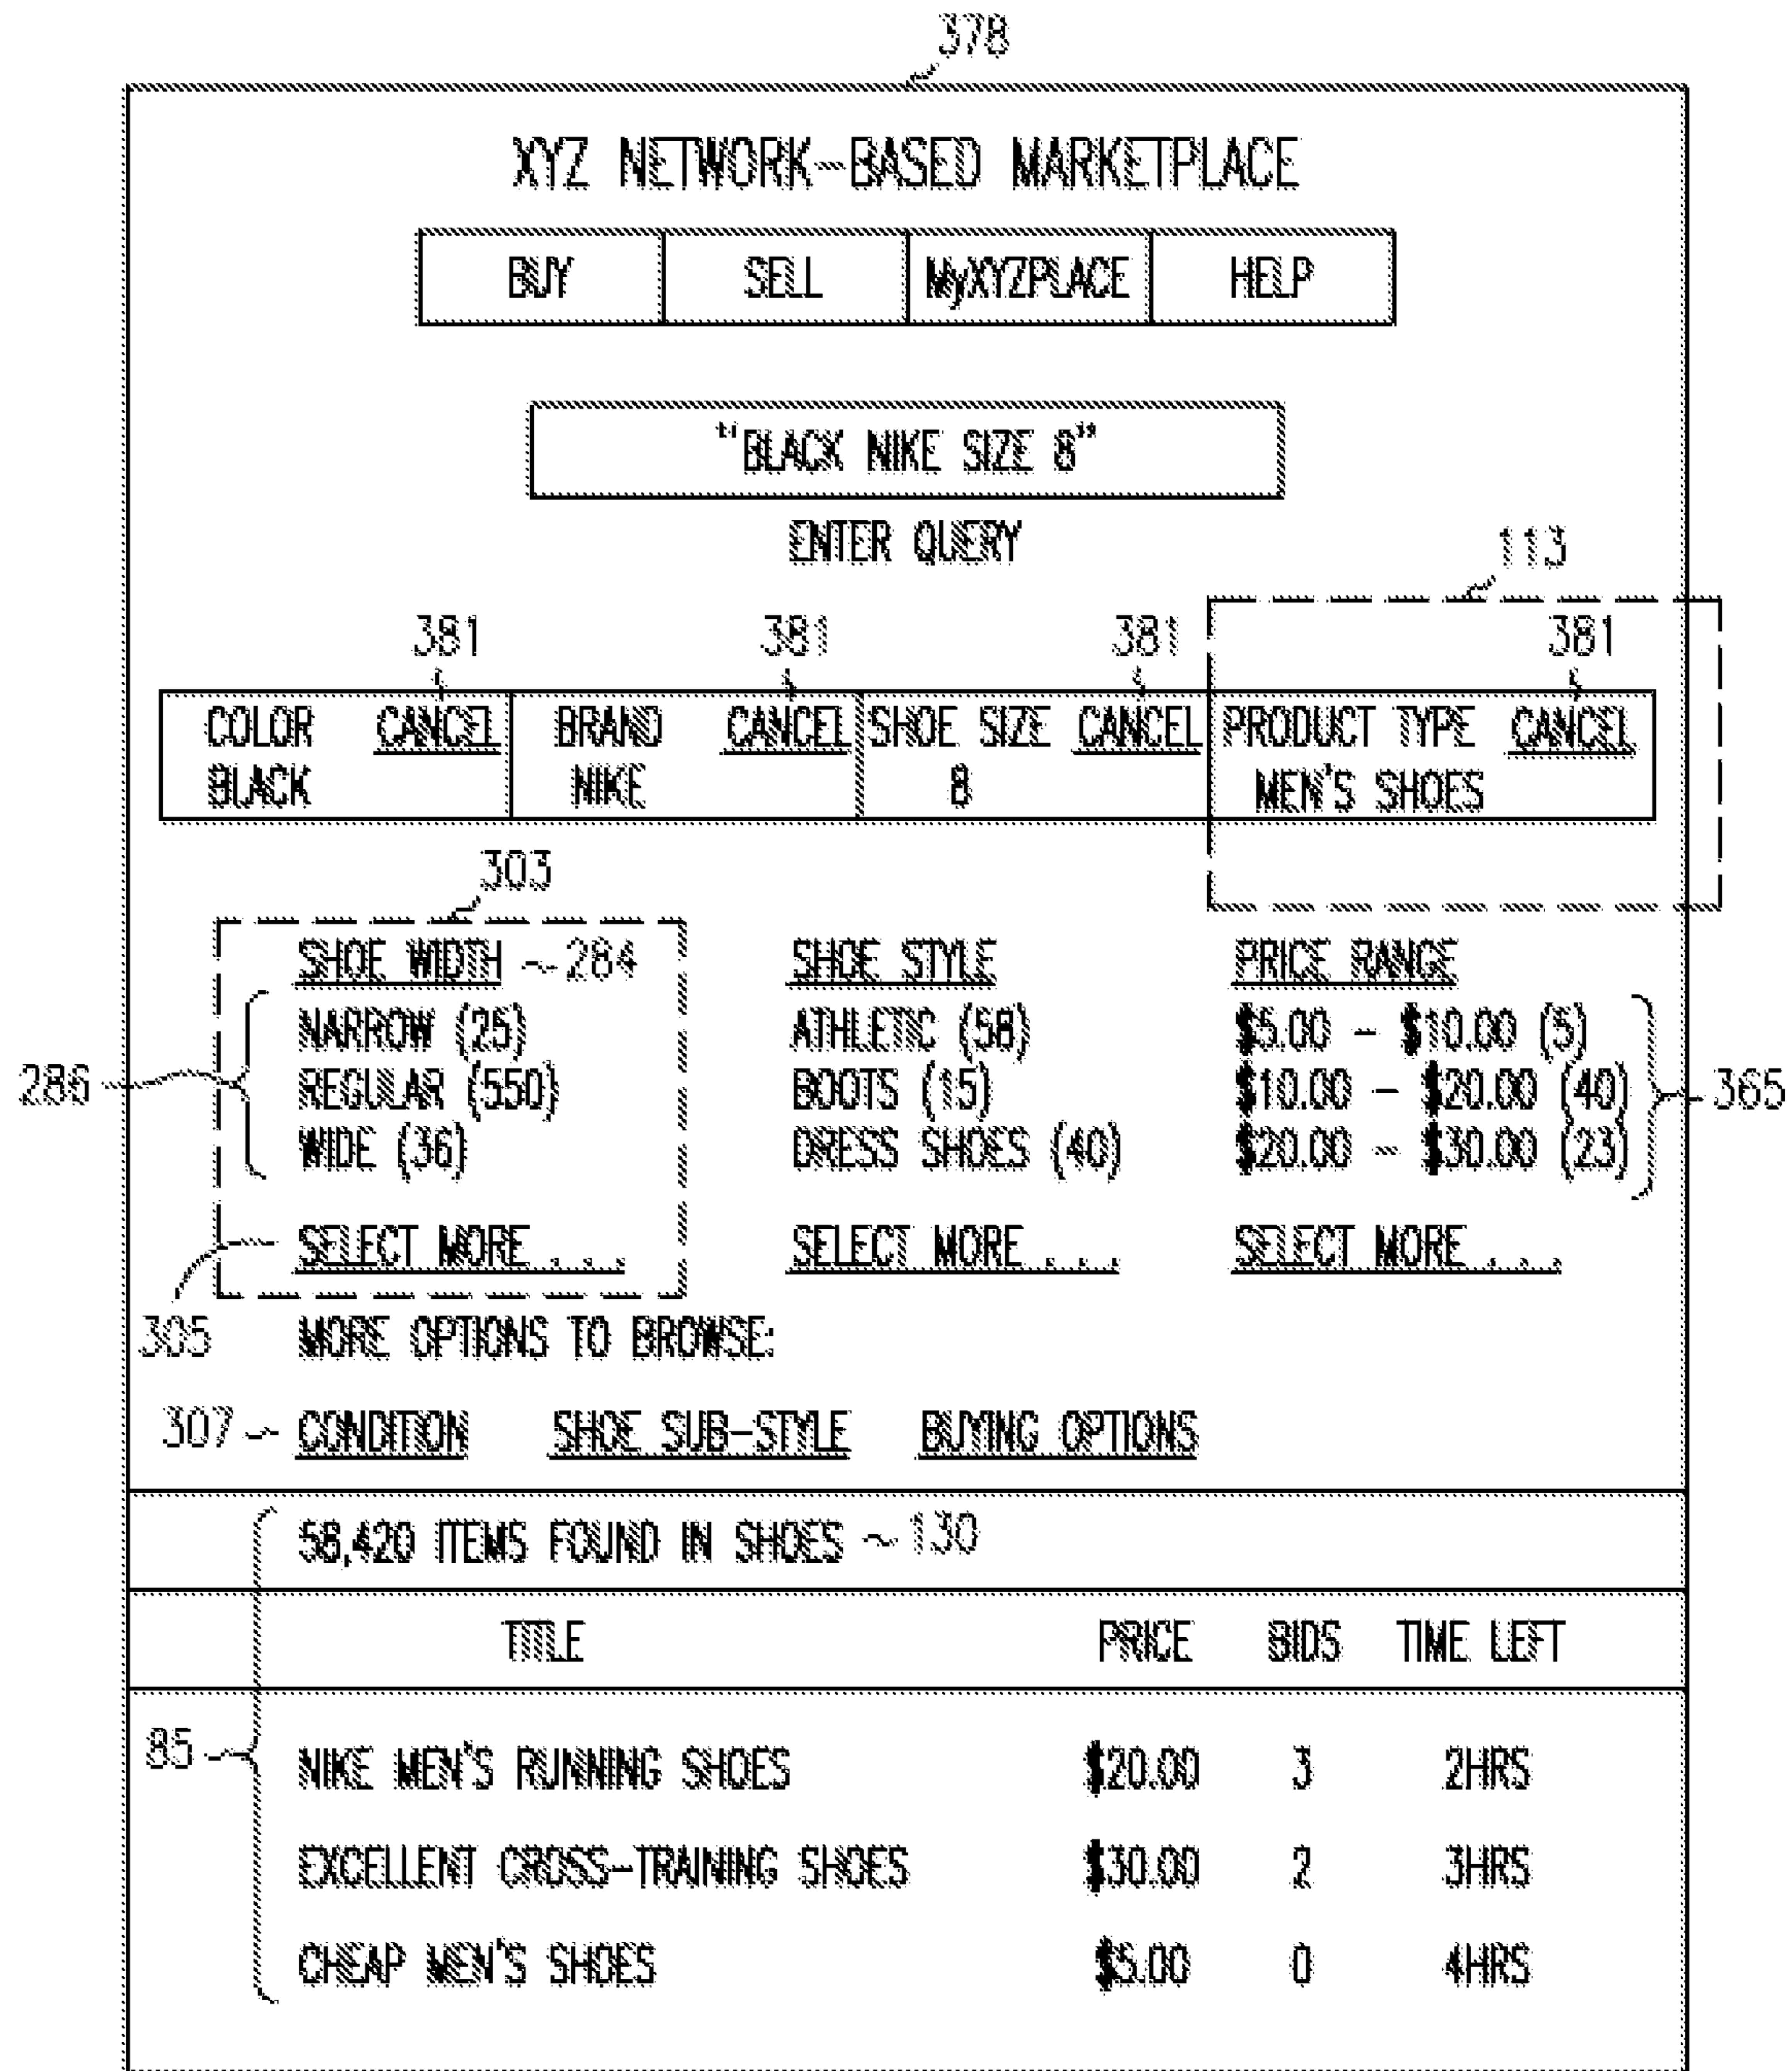 378
XYZ NETWORK-BASED MARKETPLACE
BUY SELL MyXYZPLACE HELP
"BLACK NIKE SIZE 8"
ENTER QUERY
113
381 381 381 381
COLOR CANCEL BRAND CANCEL SHOE SIZE CANCEL PRODUCT TYPE CANCEL
BLACK NIKE 8 MEN'S SHOES
303
SHOE WIDTH ~284 SHOE STYLE PRICE RANGE
NARROW (25) ATHLETIC (58) $5.00 - $10.00 (5)
286 REGULAR (550) BOOTS (15) $10.00 - $20.00 (40) 365
WIDE (36) DRESS SHOES (40) $20.00 - $30.00 (23)
SELECT MORE . . . SELECT MORE . . . SELECT MORE . . .
305 MORE OPTIONS TO BROWSE:
307 ~ CONDITION SHOE SUB-STYLE BUYING OPTIONS
58,420 ITEMS FOUND IN SHOES ~130
TITLE PRICE BIDS TIME LEFT
85 NIKE MEN'S RUNNING SHOES $20.00 3 2HRS
EXCELLENT CROSS-TRAINING SHOES $30.00 2 3HRS
CHEAP MEN'S SHOES $5.00 0 4HRS